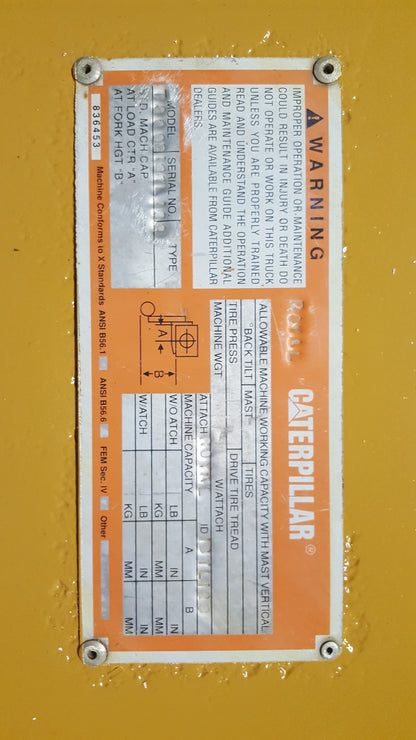 WARNING
IMPROPER OPERATION OR MAINTENANCE
COULD RESULT IN INJURY OR DEATH DO
NOT OPERATE OR WORK ON THIS TRUCK
UNLESS YOU ARE PROPERLY TRAINED
READ AND UNDERSTAND THE OPERATION
AND MAINTENANCE GUIDE ADDITIONAL
GUIDES ARE AVAILABLE FROM CATERPILLAR
DEALERS
MODEL SERIAL NO. TYPE
MACH CAP
AT LOAD CTR "A"
AT FORK HGT "B"
CATERPILLAR®
ALLOWABLE MACHINE WORKING CAPACITY WITH MAST VERTICAL
"BACK TILT MAST TIRES
TIRE PRESS DRIVE TIRE TREAD
MACHINE WGT W/ATTACH
ATTACH ID
MACHINE CAPACITY A B
W/O ATCH LB IN IN
KG MM MM
W/ATCH LB IN IN
KG MM MM
A
B
836453 Machine Conforms to X Standards ANSI B56.1 ANSI B56.6 FEM Sec. IV Other